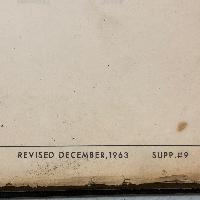 REVISED DECEMBER, 1963 SUPP.#9